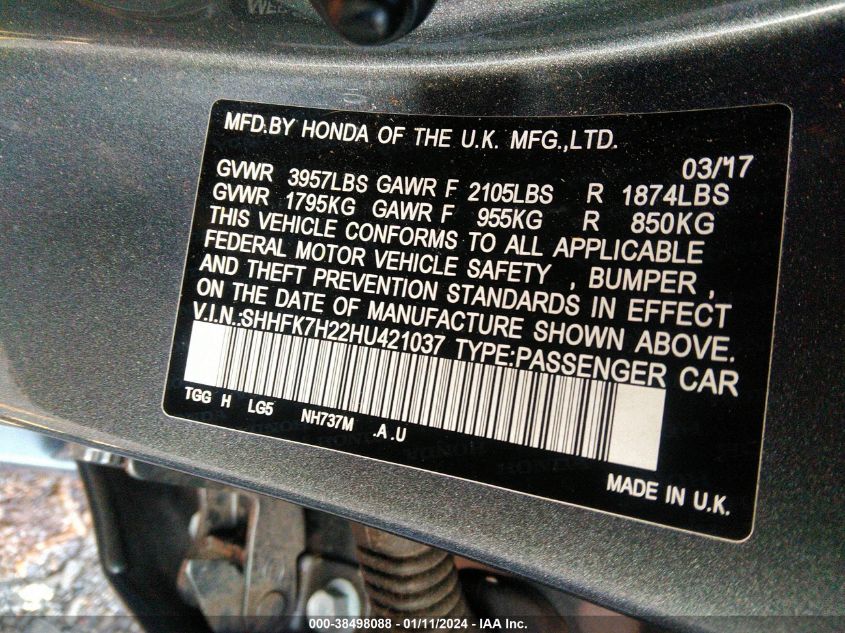 MFD.BY HONDA OF THE U.K. MFG.,LTD.
03/17
GVWR 3957LBS GAWR F 2105LBS R 1874LBS
GVWR 1795KG GAWR F 955KG R 850KG
THIS VEHICLE CONFORMS TO ALL APPLICABLE
FEDERAL MOTOR VEHICLE SAFETY , BUMPER ,
AND THEFT PREVENTION STANDARDS IN EFFECT
ON THE DATE OF MANUFACTURE SHOWN ABOVE.
V.I.N.:SHHFK7H22HU421037 TYPE:PASSENGER CAR
TGG H LG5 NH737M .A .U
MADE IN U.K.
000-38498088 - 01/11/2024 - IAA Inc.